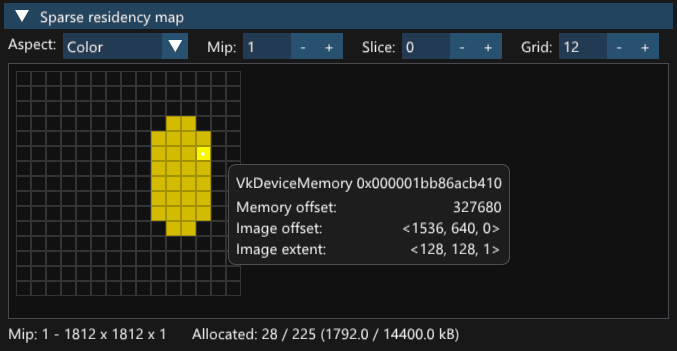 Sparse residency map
Aspect: Color Mip: 1 - + Slice: 0 - + Grid: 12 - +
VkDeviceMemory 0x000001bb86acb410
Memory offset: 327680
Image offset: <1536, 640, 0>
Image extent: <128, 128, 1>
Mip: 1 - 1812 x 1812 x 1 Allocated: 28 / 225 (1792.0 / 14400.0 kB)